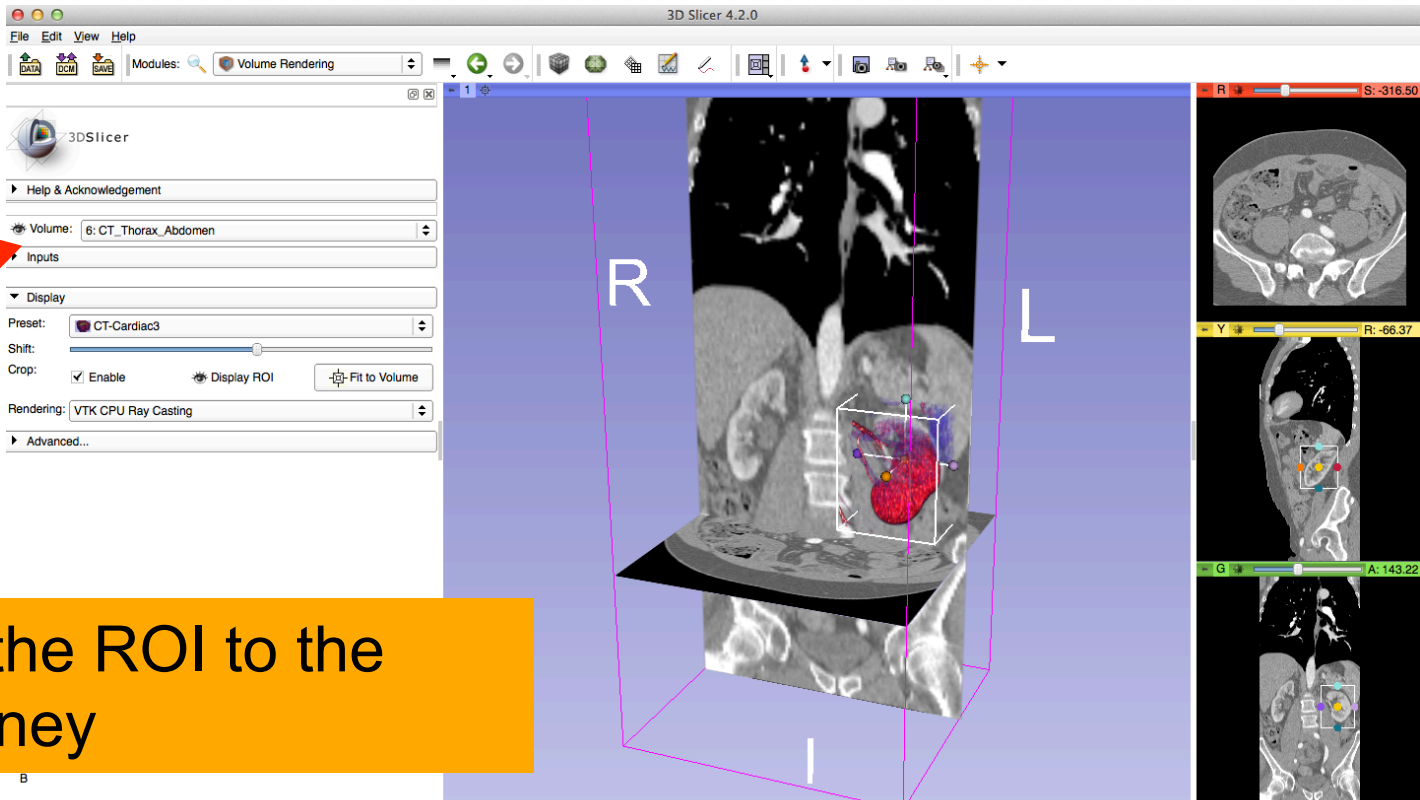 3D Slicer 4.2.0
File Edit View Help
DATA DCM SAVE Modules: Volume Rendering
1
3DSlicer
Help & Acknowledgement
Volume: 6: CT_Thorax_Abdomen
Inputs
Display
Preset: CT-Cardiac3
Shift:
Crop: Enable Display ROI Fit to Volume
Rendering: VTK CPU Ray Casting
Advanced...
R
L
I
R S: -316.50
Y R: -66.37
G A: 143.22
the ROI to the
ney
B